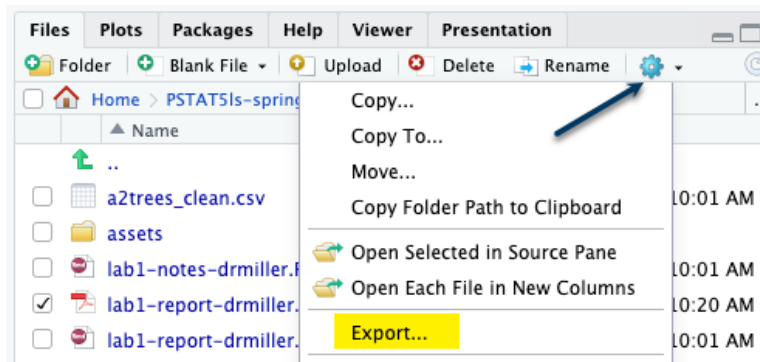 Files Plots Packages Help Viewer Presentation
Folder Blank File Upload Delete Rename
Home PSTAT5ls-spring
Name
Copy...
Copy To...
Move...
Copy Folder Path to Clipboard
Open Selected in Source Pane
Open Each File in New Columns
Export...
..
a2trees_clean.csv 10:01 AM
assets
lab1-notes-drmiller. 10:01 AM
lab1-report-drmiller. 10:20 AM
lab1-report-drmiller. 10:01 AM